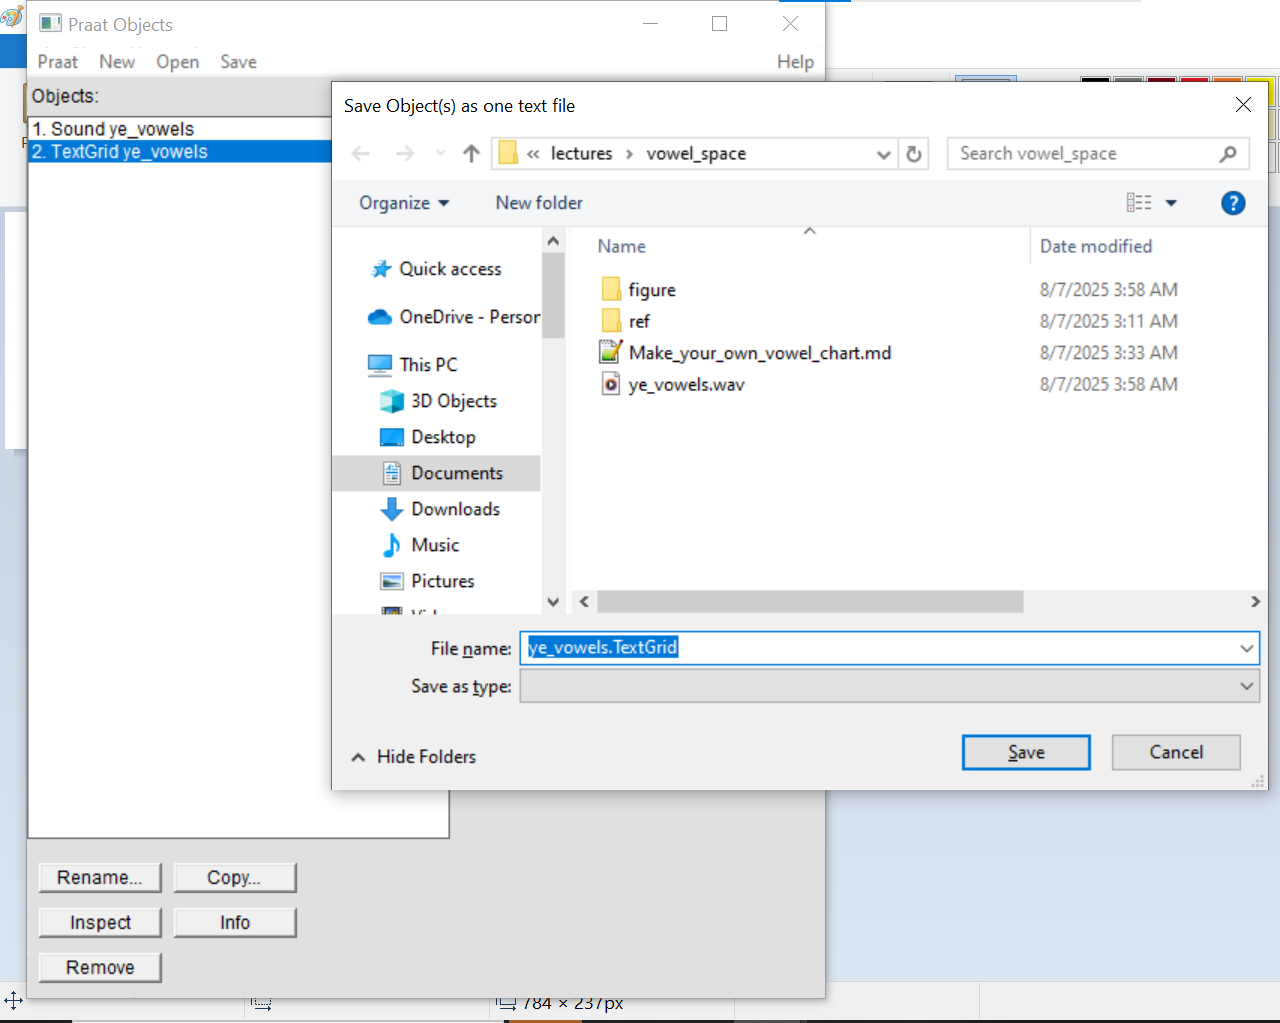 Praat Objects
Praat New Open Save Help
Objects:
1. Sound ye_vowels
2. TextGrid ye_vowels
Save Object(s) as one text file
« lectures › vowel_space
Search vowel_space
Organize New folder
Name Date modified
Quick access
OneDrive - Person
This PC
3D Objects
Desktop
Documents
Downloads
Music
Pictures
figure 8/7/2025 3:58 AM
ref 8/7/2025 3:11 AM
Make_your_own_vowel_chart.md 8/7/2025 3:33 AM
ye_vowels.wav 8/7/2025 3:58 AM
File name: ye_vowels.TextGrid
Save as type:
Hide Folders
Save Cancel
Rename... Copy...
Inspect Info
Remove
784 × 237px